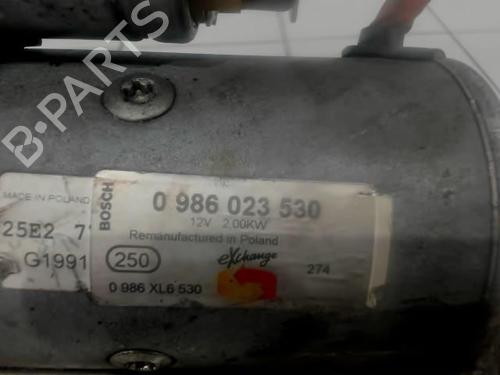 B-PARTS
MADE IN POLAND
25E2 7
G1991
BOSCH
0 986 023 530
12V 2.00KW
Remanufactured in Poland
250
eXchange
274
0 986 XL6 530